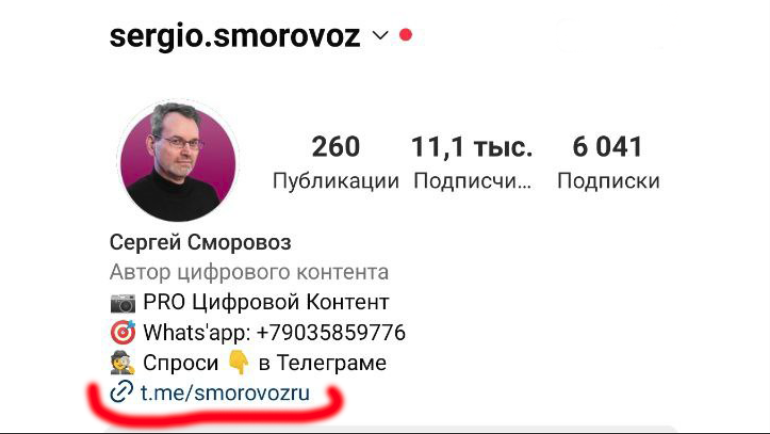 sergio.smorovoz
260 11,1 тыс. 6 041
Публикации Подписчи... Подписки
Сергей Сморовоз
Автор цифрового контента
PRO Цифровой Контент
Whats'app: +79035859776
Спроси 👇 в Телеграме
t.me/smorovozru